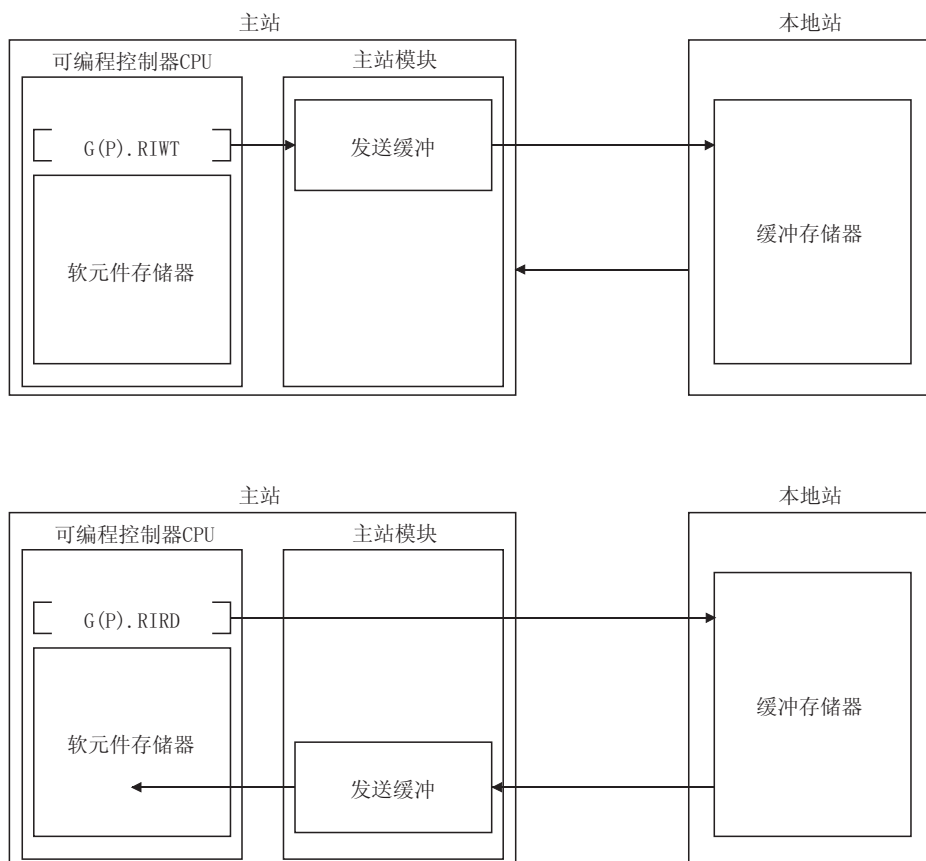 主站
本地站
可编程控制器CPU
主站模块
G(P).RIWT
发送缓冲
软元件存储器
缓冲存储器
主站
本地站
可编程控制器CPU
主站模块
G(P).RIRD
软元件存储器
发送缓冲
缓冲存储器